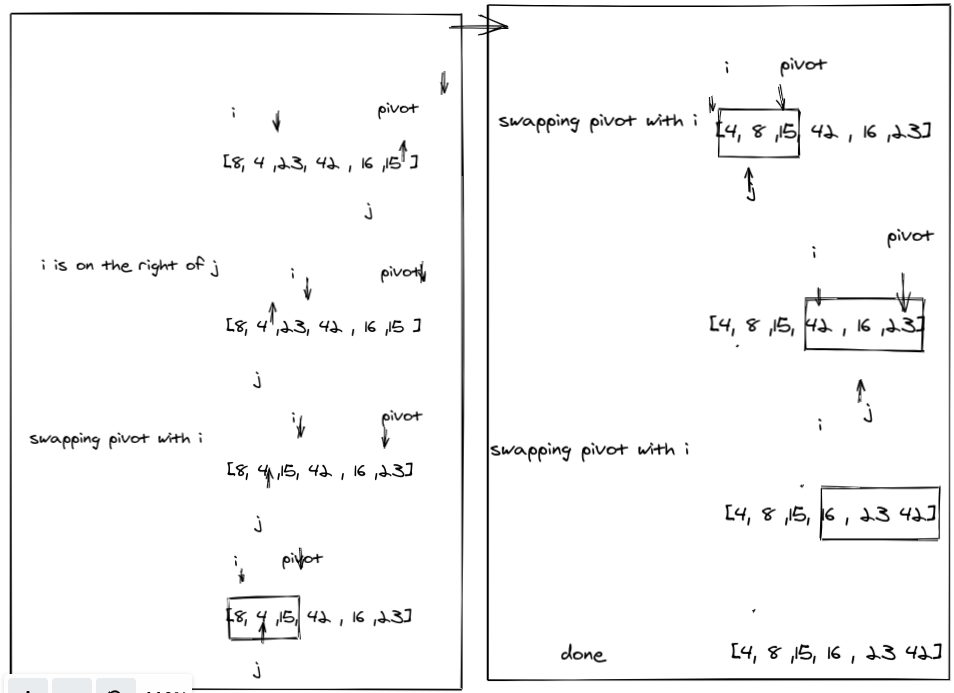 i
pivot
[8, 4 ,23, 42 , 16 ,15 ]
j
i is on the right of j
i
pivot
[8, 4 ,23, 42 , 16 ,15 ]
j
i
pivot
swapping pivot with i
[8, 4 ,15, 42 , 16 ,23]
j
i
pivot
[8, 4 ,15, 42 , 16 ,23]
j
i
pivot
swapping pivot with i
[4, 8 ,15, 42 , 16 ,23]
j
pivot
i
[4, 8 ,15, 42 , 16 ,23]
j
i
swapping pivot with i
[4, 8 ,15, 16 , 23 42]
done
[4, 8 ,15, 16 , 23 42]